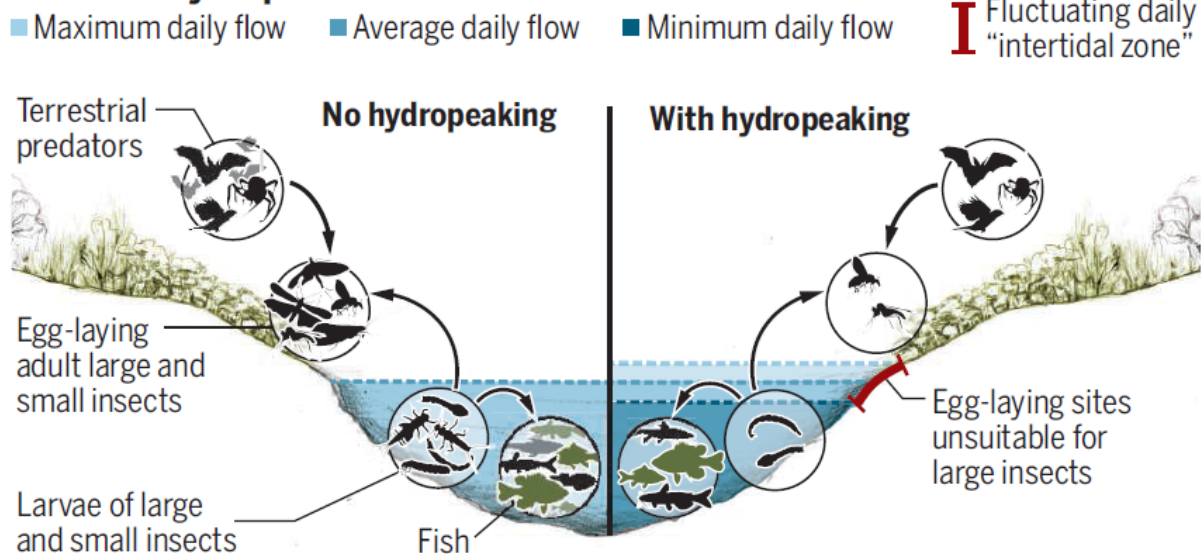 Maximum daily flow
Average daily flow
Minimum daily flow
Fluctuating daily
“intertidal zone”
Terrestrial
predators
No hydropeaking
With hydropeaking
Egg-laying
adult large and
small insects
Egg-laying sites
unsuitable for
large insects
Larvae of large
and small insects
Fish